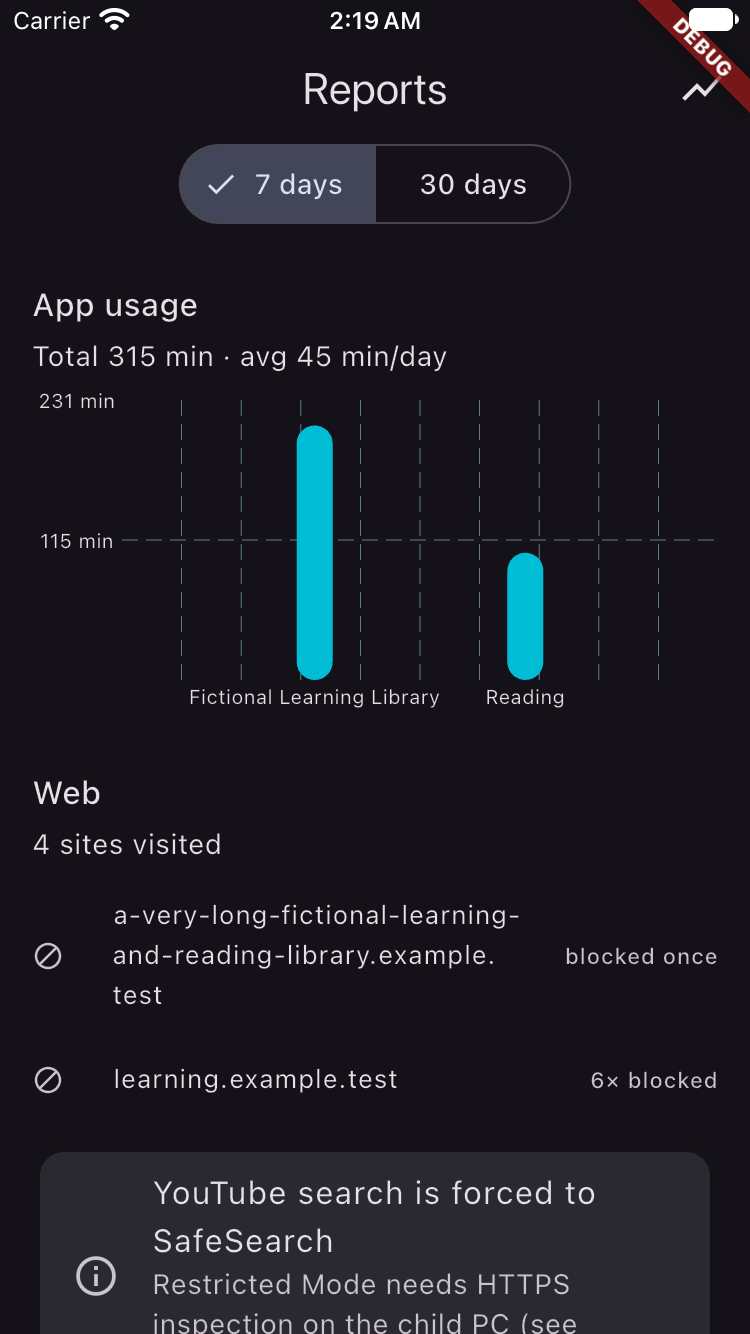 Carrier 2:19 AM
DEBUG
Reports
7 days 30 days
App usage
Total 315 min · avg 45 min/day
231 min
115 min
Fictional Learning Library Reading
Web
4 sites visited
a-very-long-fictional-learning-
and-reading-library.example.
test
blocked once
learning.example.test 6× blocked
YouTube search is forced to
SafeSearch
Restricted Mode needs HTTPS
inspection on the child PC (see